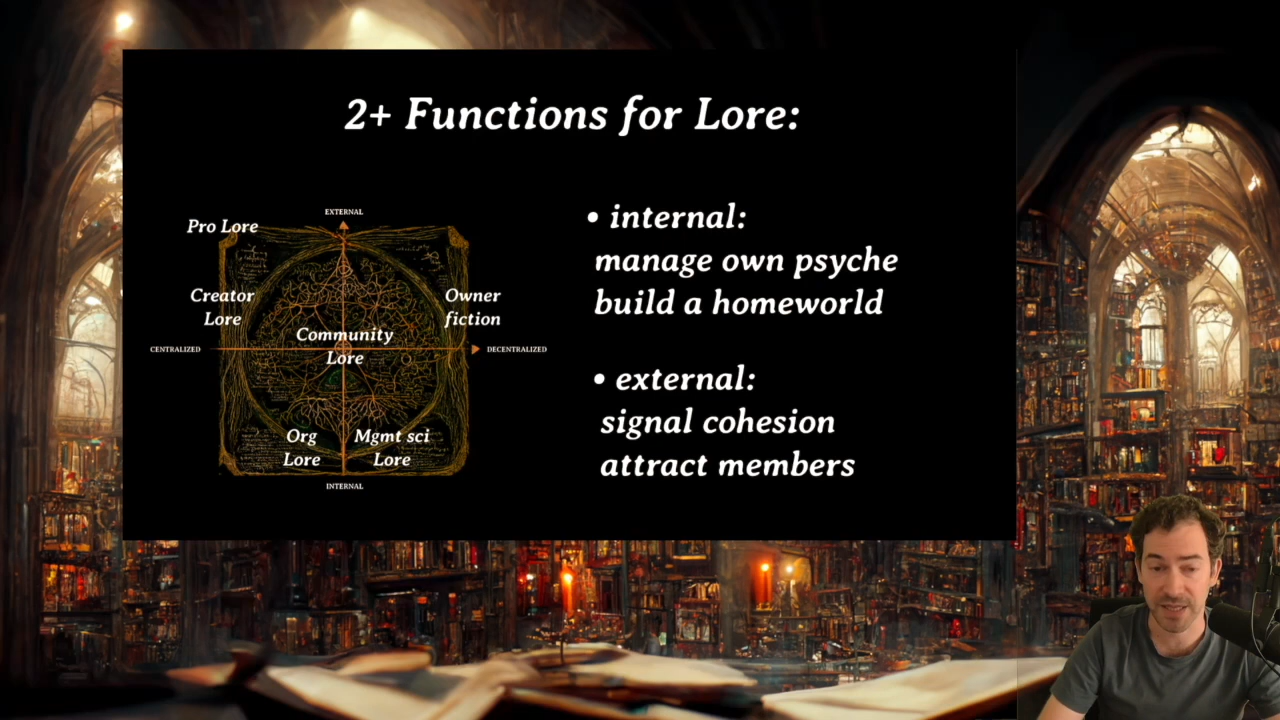 2+ Functions for Lore:
EXTERNAL
Pro Lore
Creator
Lore
Owner
fiction
Community
Lore
CENTRALIZED
DECENTRALIZED
Org
Lore
Mgmt sci
Lore
INTERNAL
• internal:
manage own psyche
build a homeworld
• external:
signal cohesion
attract members